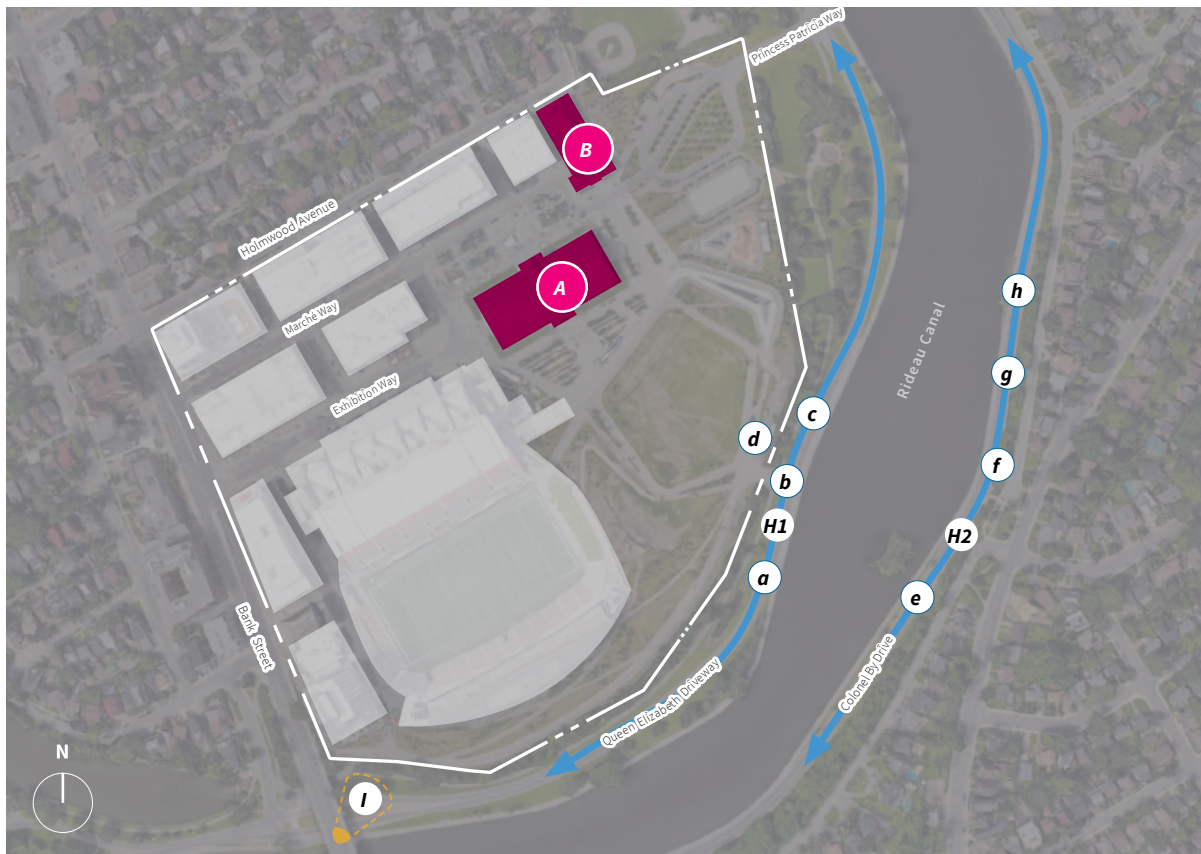 Princess Patricia Way
B
Holmwood Avenue
A
h
Marché Way
Rideau Canal
g
Exhibition Way
c
d
f
b
H1
H2
a
e
Bank Street
Colonel By Drive
Queen Elizabeth Driveway
N
I